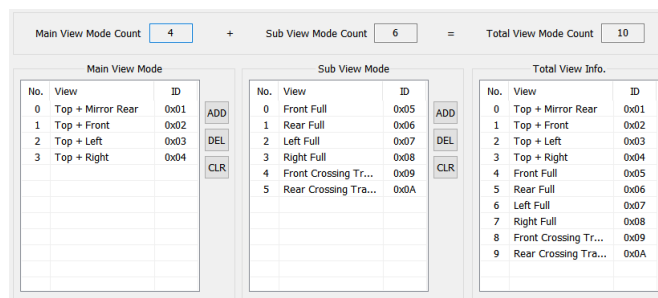 Main View Mode Count 4 + Sub View Mode Count 6 = Total View Mode Count 10
Main View Mode
No. View ID
0 Top + Mirror Rear 0x01
1 Top + Front 0x02
2 Top + Left 0x03
3 Top + Right 0x04
ADD
DEL
CLR
Sub View Mode
No. View ID
0 Front Full 0x05
1 Rear Full 0x06
2 Left Full 0x07
3 Right Full 0x08
4 Front Crossing Tr... 0x09
5 Rear Crossing Tra... 0x0A
ADD
DEL
CLR
Total View Info.
No. View ID
0 Top + Mirror Rear 0x01
1 Top + Front 0x02
2 Top + Left 0x03
3 Top + Right 0x04
4 Front Full 0x05
5 Rear Full 0x06
6 Left Full 0x07
7 Right Full 0x08
8 Front Crossing Tr... 0x09
9 Rear Crossing Tra... 0x0A